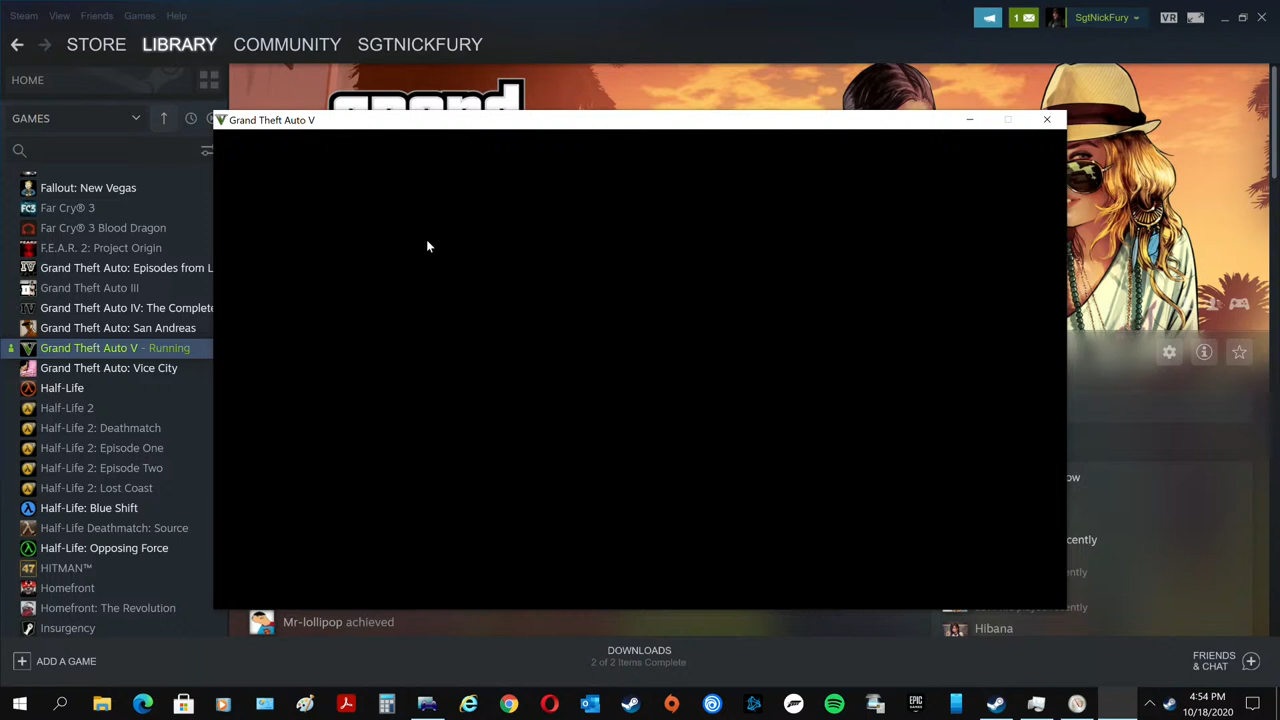 Steam View Friends Games Help
1
SgtNickFury
VR
STORE LIBRARY COMMUNITY SGTNICKFURY
HOME
grand
GAMES
Grand Theft Auto V
Fallout: New Vegas
Far Cry® 3
Far Cry® 3 Blood Dragon
F.E.A.R. 2: Project Origin
Grand Theft Auto: Episodes from L
Grand Theft Auto III
Grand Theft Auto IV: The Complete
Grand Theft Auto: San Andreas
Grand Theft Auto V - Running
Grand Theft Auto: Vice City
Half-Life
Half-Life 2
Half-Life 2: Deathmatch
Half-Life 2: Episode One
Half-Life 2: Episode Two
Half-Life 2: Lost Coast
Half-Life: Blue Shift
Half-Life Deathmatch: Source
Half-Life: Opposing Force
HITMAN™
Homefront
Homefront: The Revolution
Insurgency
ow
ecently
ntly
Mr-lollipop achieved
Hibana
ADD A GAME
DOWNLOADS
2 of 2 Items Complete
FRIENDS
& CHAT
4:54 PM
10/18/2020